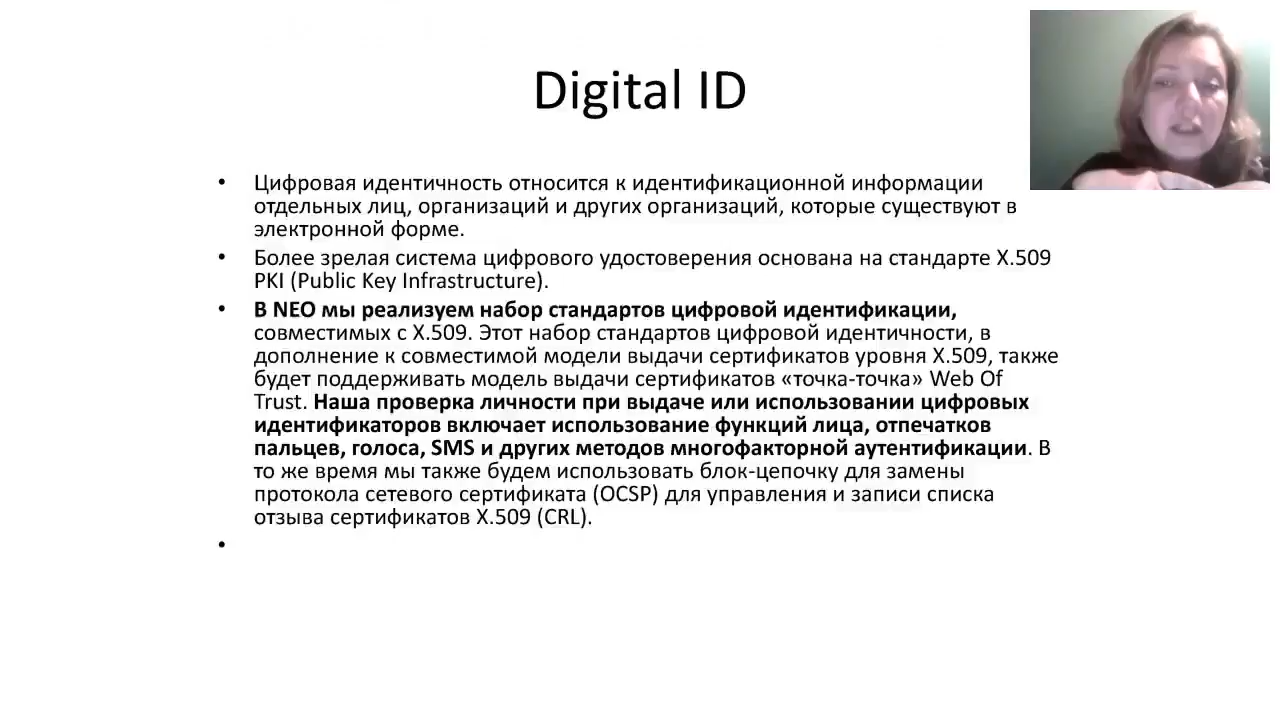 Digital ID
• Цифровая идентичность относится к идентификационной информации
отдельных лиц, организаций и других организаций, которые существуют в
электронной форме.
• Более зрелая система цифрового удостоверения основана на стандарте X.509
PKI (Public Key Infrastructure).
• В NEO мы реализуем набор стандартов цифровой идентификации,
совместимых с X.509. Этот набор стандартов цифровой идентичности, в
дополнение к совместимой модели выдачи сертификатов уровня X.509, также
будет поддерживать модель выдачи сертификатов «точка-точка» Web Of
Trust. Наша проверка личности при выдаче или использовании цифровых
идентификаторов включает использование функций лица, отпечатков
пальцев, голоса, SMS и других методов многофакторной аутентификации. В
то же время мы также будем использовать блок-цепочку для замены
протокола сетевого сертификата (OCSP) для управления и записи списка
отзыва сертификатов X.509 (CRL).
•